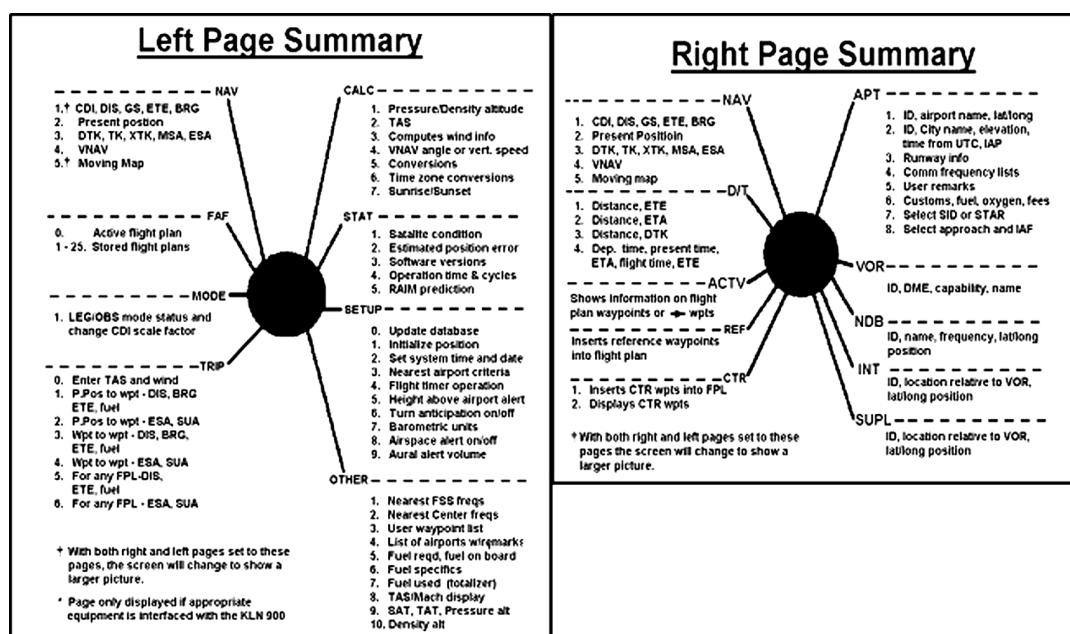 Left Page Summary
NAV
1.† CDI, DIS, GS, ETE, BRG
2. Present postion
3. DTK, TK, XTK, MSA, ESA
4. VNAV
5.† Moving Map
FAF
0. Active flight plan
1 - 25. Stored flight plans
MODE
1. LEG/OBS mode status and
change CDI scale factor
TRIP
0. Enter TAS and wind
1. P.Pos to wpt - DIS, BRG
ETE, fuel
2. P.Pos to wpt - ESA, SUA
3. Wpt to wpt - DIS, BRG,
ETE, fuel
4. Wpt to wpt - ESA, SUA
5. For any FPL-DIS,
ETE, fuel
6. For any FPL - ESA, SUA
† With both right and left pages set to these
pages, the screen will change to show a
larger picture.
* Page only displayed if appropriate
equipment is interfaced with the KLN 900
CALC
1. Pressure/Density altitude
2. TAS
3. Computes wind info
4. VNAV angle or vert. speed
5. Conversions
6. Time zone conversions
7. Sunrise/Sunset
STAT
1. Satalite condition
2. Estimated position error
3. Software versions
4. Operation time & cycles
5. RAIM prediction
SETUP
0. Update database
1. Initialize position
2. Set system time and date
3. Nearest airport criteria
4. Flight timer operation
5. Height above airport alert
6. Turn anticipation on/off
7. Barometric units
8. Airspace alert on/off
9. Aural alert volume
OTHER
1. Nearest FSS freqs
2. Nearest Center freqs
3. User waypoint list
4. List of airports w/remarks
5. Fuel reqd, fuel on board
6. Fuel specifics
7. Fuel used (totalizer)
8. TAS/Mach display
9. SAT, TAT, Pressure alt
10. Density alt
Right Page Summary
NAV
1. CDI, DIS, GS, ETE, BRG
2. Present Positioin
3. DTK, TK, XTK, MSA, ESA
4. VNAV
5. Moving map
D/T
1. Distance, ETE
2. Distance, ETA
3. Distance, DTK
4. Dep. time, present time,
ETA, flight time, ETE
ACTV
Shows information on flight
plan waypoints or → wpts
REF
Inserts reference waypoints
into flight plan
CTR
1. Inserts CTR wpts into FPL
2. Displays CTR wpts
† With both right and left pages set to these
pages the screen will change to show a
larger picture.
APT
1. ID, airport name, lat/long
2. ID, City name, elevation,
time from UTC, IAP
3. Runway info
4. Comm frequency lists
5. User remarks
6. Customs, fuel, oxygen, fees
7. Select SID or STAR
8. Select approach and IAF
VOR
ID, DME, capability, name
NDB
ID, name, frequency, lat/long
position
INT
ID, location relative to VOR,
lat/long position
SUPL
ID, location relative to VOR,
lat/long position